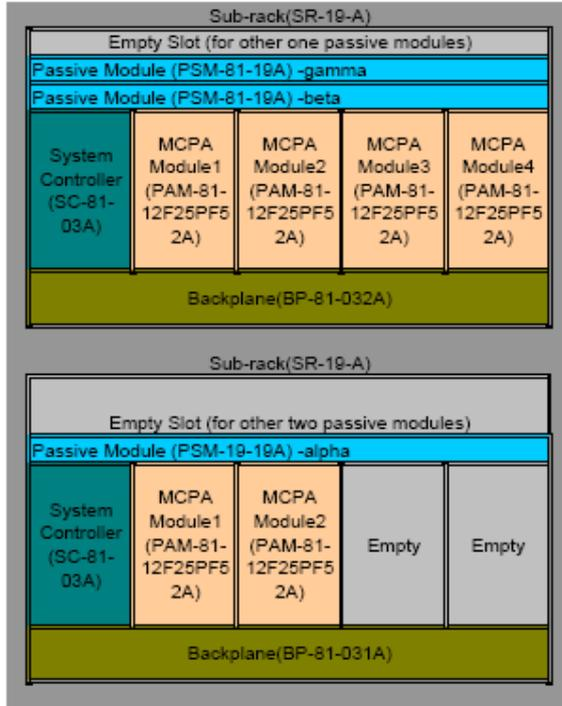 Sub-rack(SR-19-A)
Empty Slot (for other one passive modules)
Passive Module (PSM-81-19A) -gamma
Passive Module (PSM-81-19A) -beta
System
Controller
(SC-81-
03A)
MCPA
Module1
(PAM-81-
12F25PF5
2A)
MCPA
Module2
(PAM-81-
12F25PF5
2A)
MCPA
Module3
(PAM-81-
12F25PF5
2A)
MCPA
Module4
(PAM-81-
12F25PF5
2A)
Backplane(BP-81-032A)
Sub-rack(SR-19-A)
Empty Slot (for other two passive modules)
Passive Module (PSM-19-19A) -alpha
System
Controller
(SC-81-
03A)
MCPA
Module1
(PAM-81-
12F25PF5
2A)
MCPA
Module2
(PAM-81-
12F25PF5
2A)
Empty
Empty
Backplane(BP-81-031A)